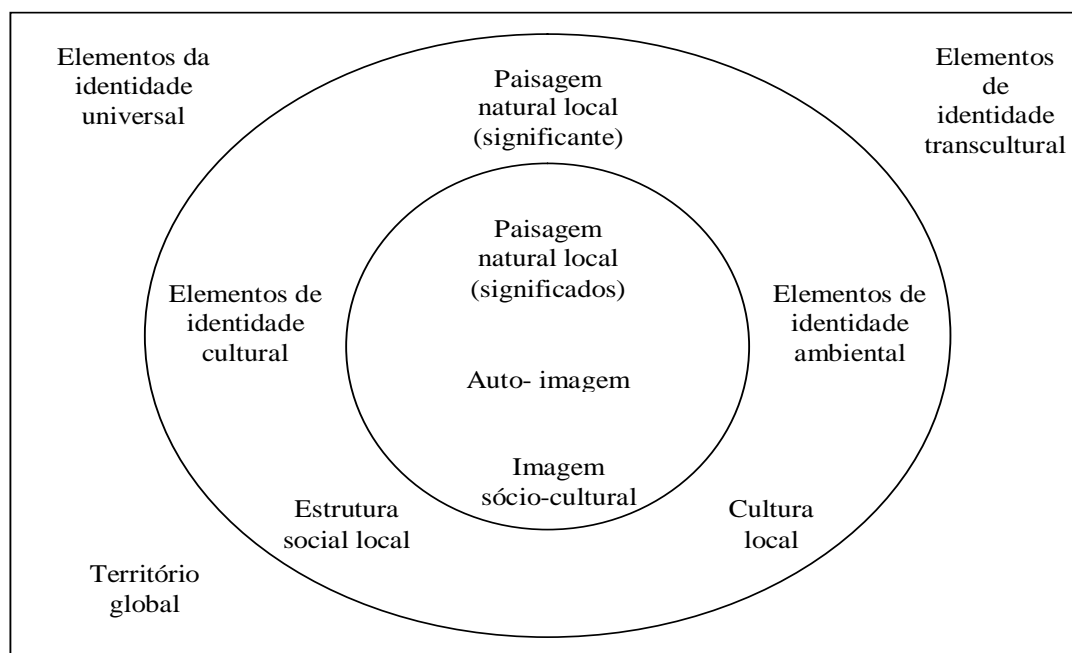 Elementos da
identidade
universal
Elementos
de
identidade
transcultural
Paisagem
natural local
(significante)
Paisagem
natural local
(significados)
Elementos de
identidade
cultural
Elementos de
identidade
ambiental
Auto- imagem
Imagem
sócio-cultural
Estrutura
social local
Cultura
local
Território
global